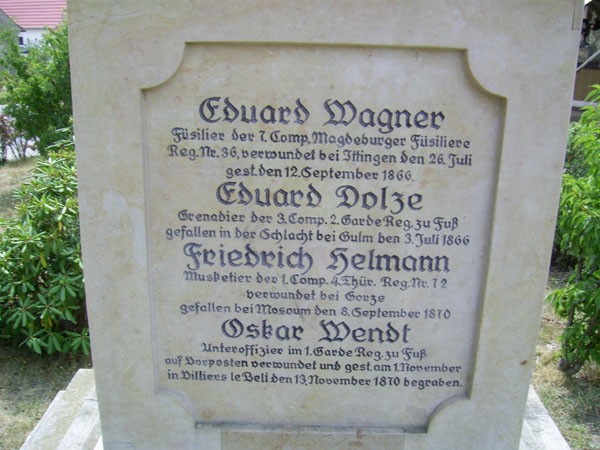 Eduard Wagner
Füsilier der 7. Comp. Magdeburger Füsiliere
Reg. Nr. 36, verwundet bei Ittingen den 26. Juli
gest. den 12. September 1866.
Eduard Dolze
Grenadier der 3. Comp. 2. Garde Reg. zu Fuß
gefallen in der Schlacht bei Gulm den 3. Juli 1866
Friedrich Helmann
Musketier der 1. Comp. 4. Thür. Reg. Nr. 72
verwundet bei Gorze
gefallen bei Mosoum den 8. September 1870
Oskar Wendt
Unteroffizier im 1. Garde Reg. zu Fuß
auf Vorposten verwundet und gest. am 1. November
in Villiers le Beli den 13. November 1870 begraben.